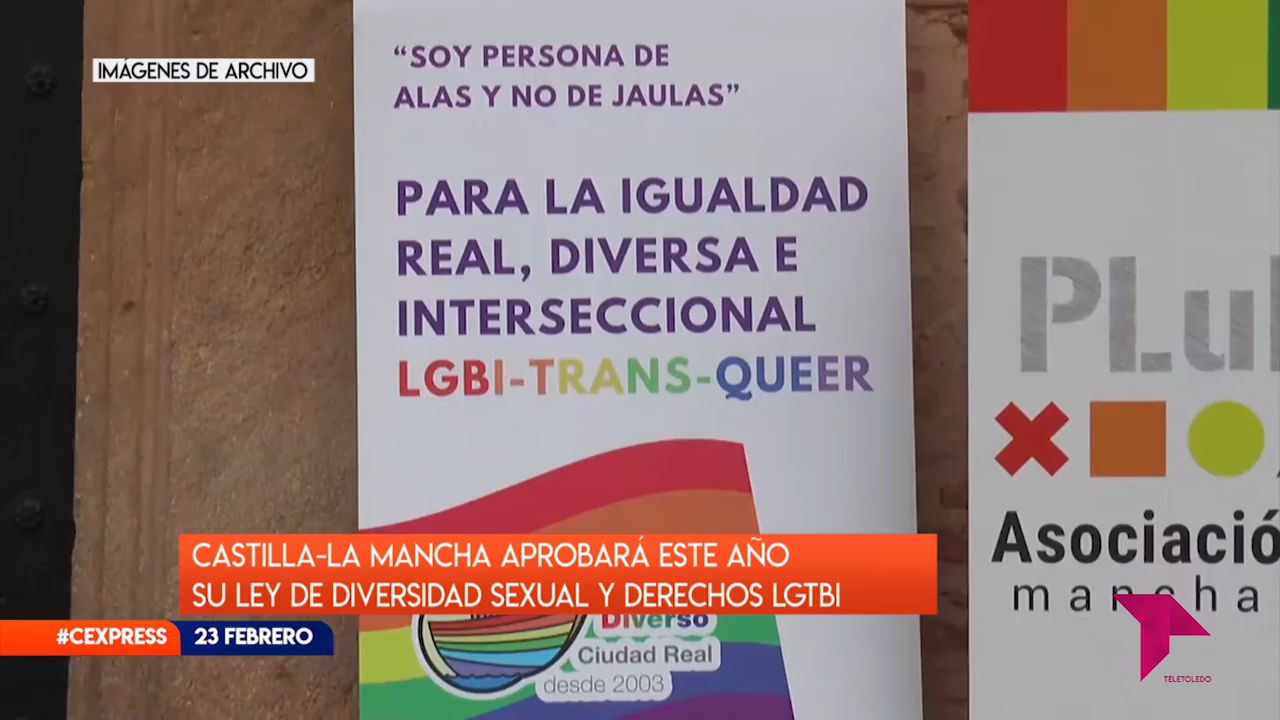 IMÁGENES DE ARCHIVO
“SOY PERSONA DE
ALAS Y NO DE JAULAS”
PARA LA IGUALDAD
REAL, DIVERSA E
INTERSECCIONAL
LGBI-TRANS-QUEER
PLu
Asociació
mancha
CASTILLA-LA MANCHA APROBARÁ ESTE AÑO
SU LEY DE DIVERSIDAD SEXUAL Y DERECHOS LGTBI
#CEXPRESS
23 FEBRERO
Diverso
Ciudad Real
desde 2003
TELETOLEDO